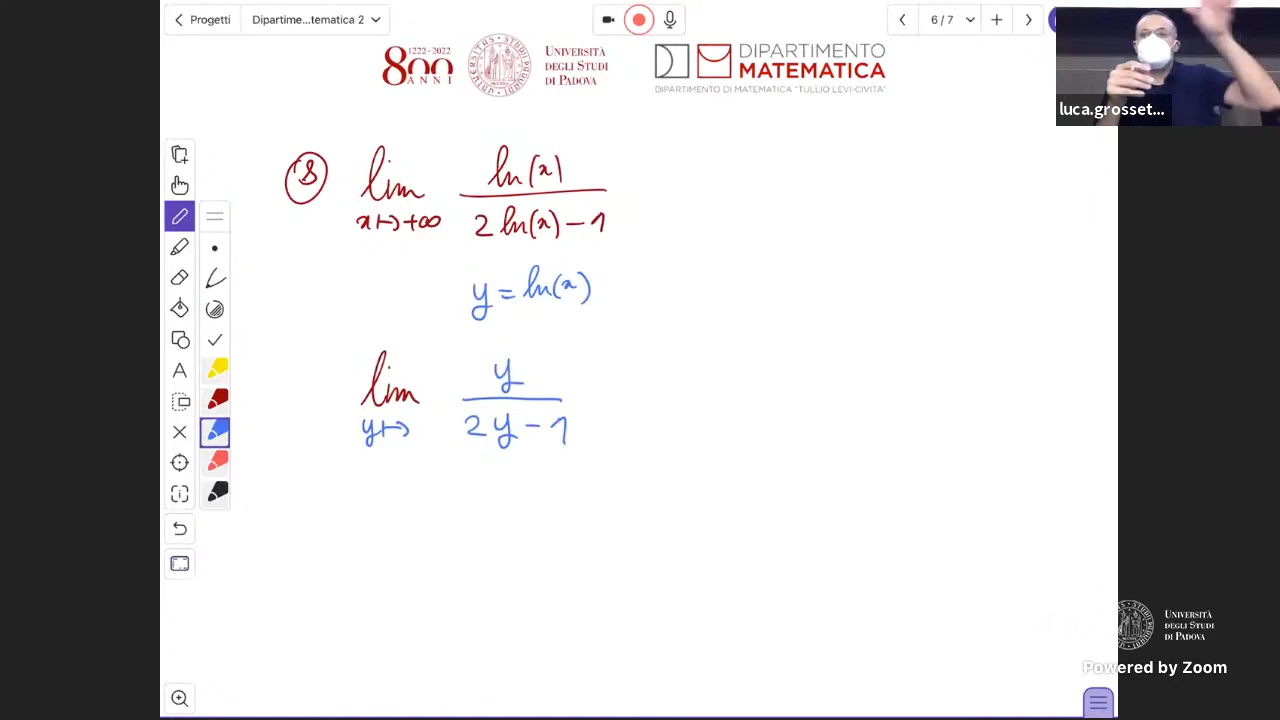 Progetti
Dipartime...tematica 2
6/7
1222·2022
800
ANNI
UNIVERSITÀ
DEGLI STUDI
DI PADOVA
DIPARTIMENTO
MATEMATICA
DIPARTIMENTO DI MATEMATICA "TULLIO LEVI-CIVITA"
luca.grosset...
lim ln(x)
x↦+∞ 2 ln(x) − 1
y = ln(x)
lim y
y↦ 2y − 1
A
UNIVERSITÀ
DEGLI STUDI
DI PADOVA
Powered by Zoom